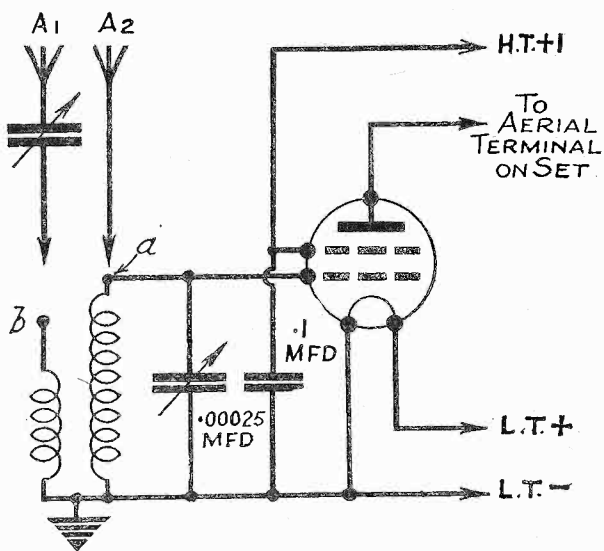 A1 A2
H.T.+1
TO
AERIAL
TERMINAL
ON SET
a
b
.1
MFD
.00025
MFD
L.T.+
L.T.-